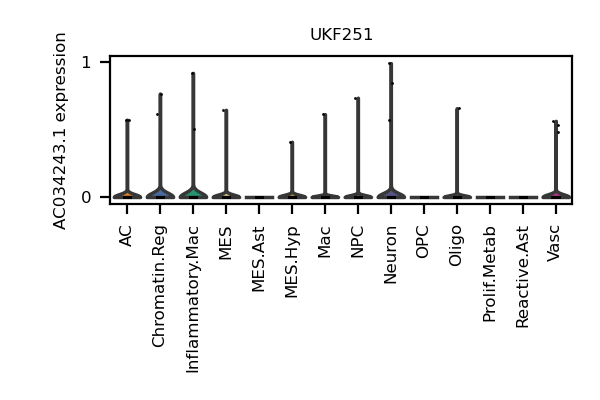 UKF251
AC034243.1 expression
1
0
AC
Chromatin.Reg
Inflammatory.Mac
MES
MES.Ast
MES.Hyp
Mac
NPC
Neuron
OPC
Oligo
Prolif.Metab
Reactive.Ast
Vasc